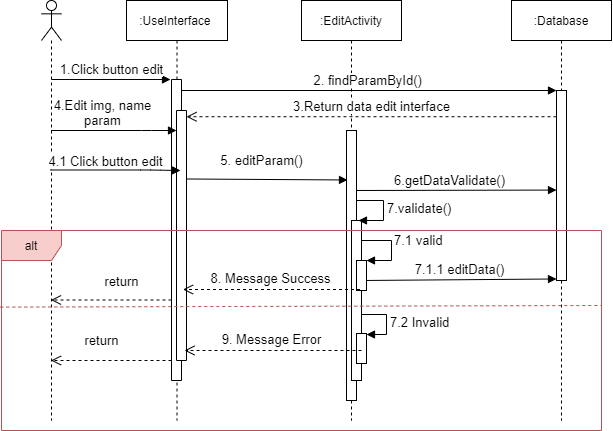 :UseInterface
:EditActivity
:Database
1.Click button edit
2. findParamById()
4.Edit img, name
param
3.Return data edit interface
4.1 Click button edit
5. editParam()
6.getDataValidate()
7.validate()
alt
7.1 valid
7.1.1 editData()
8. Message Success
return
7.2 Invalid
9. Message Error
return